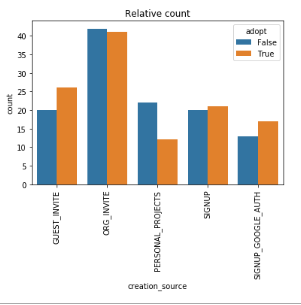 Relative count
adopt
False
True
count
40
35
30
25
20
15
10
5
0
GUEST_INVITE
ORG_INVITE
PERSONAL_PROJECTS
SIGNUP
SIGNUP_GOOGLE_AUTH
creation_source